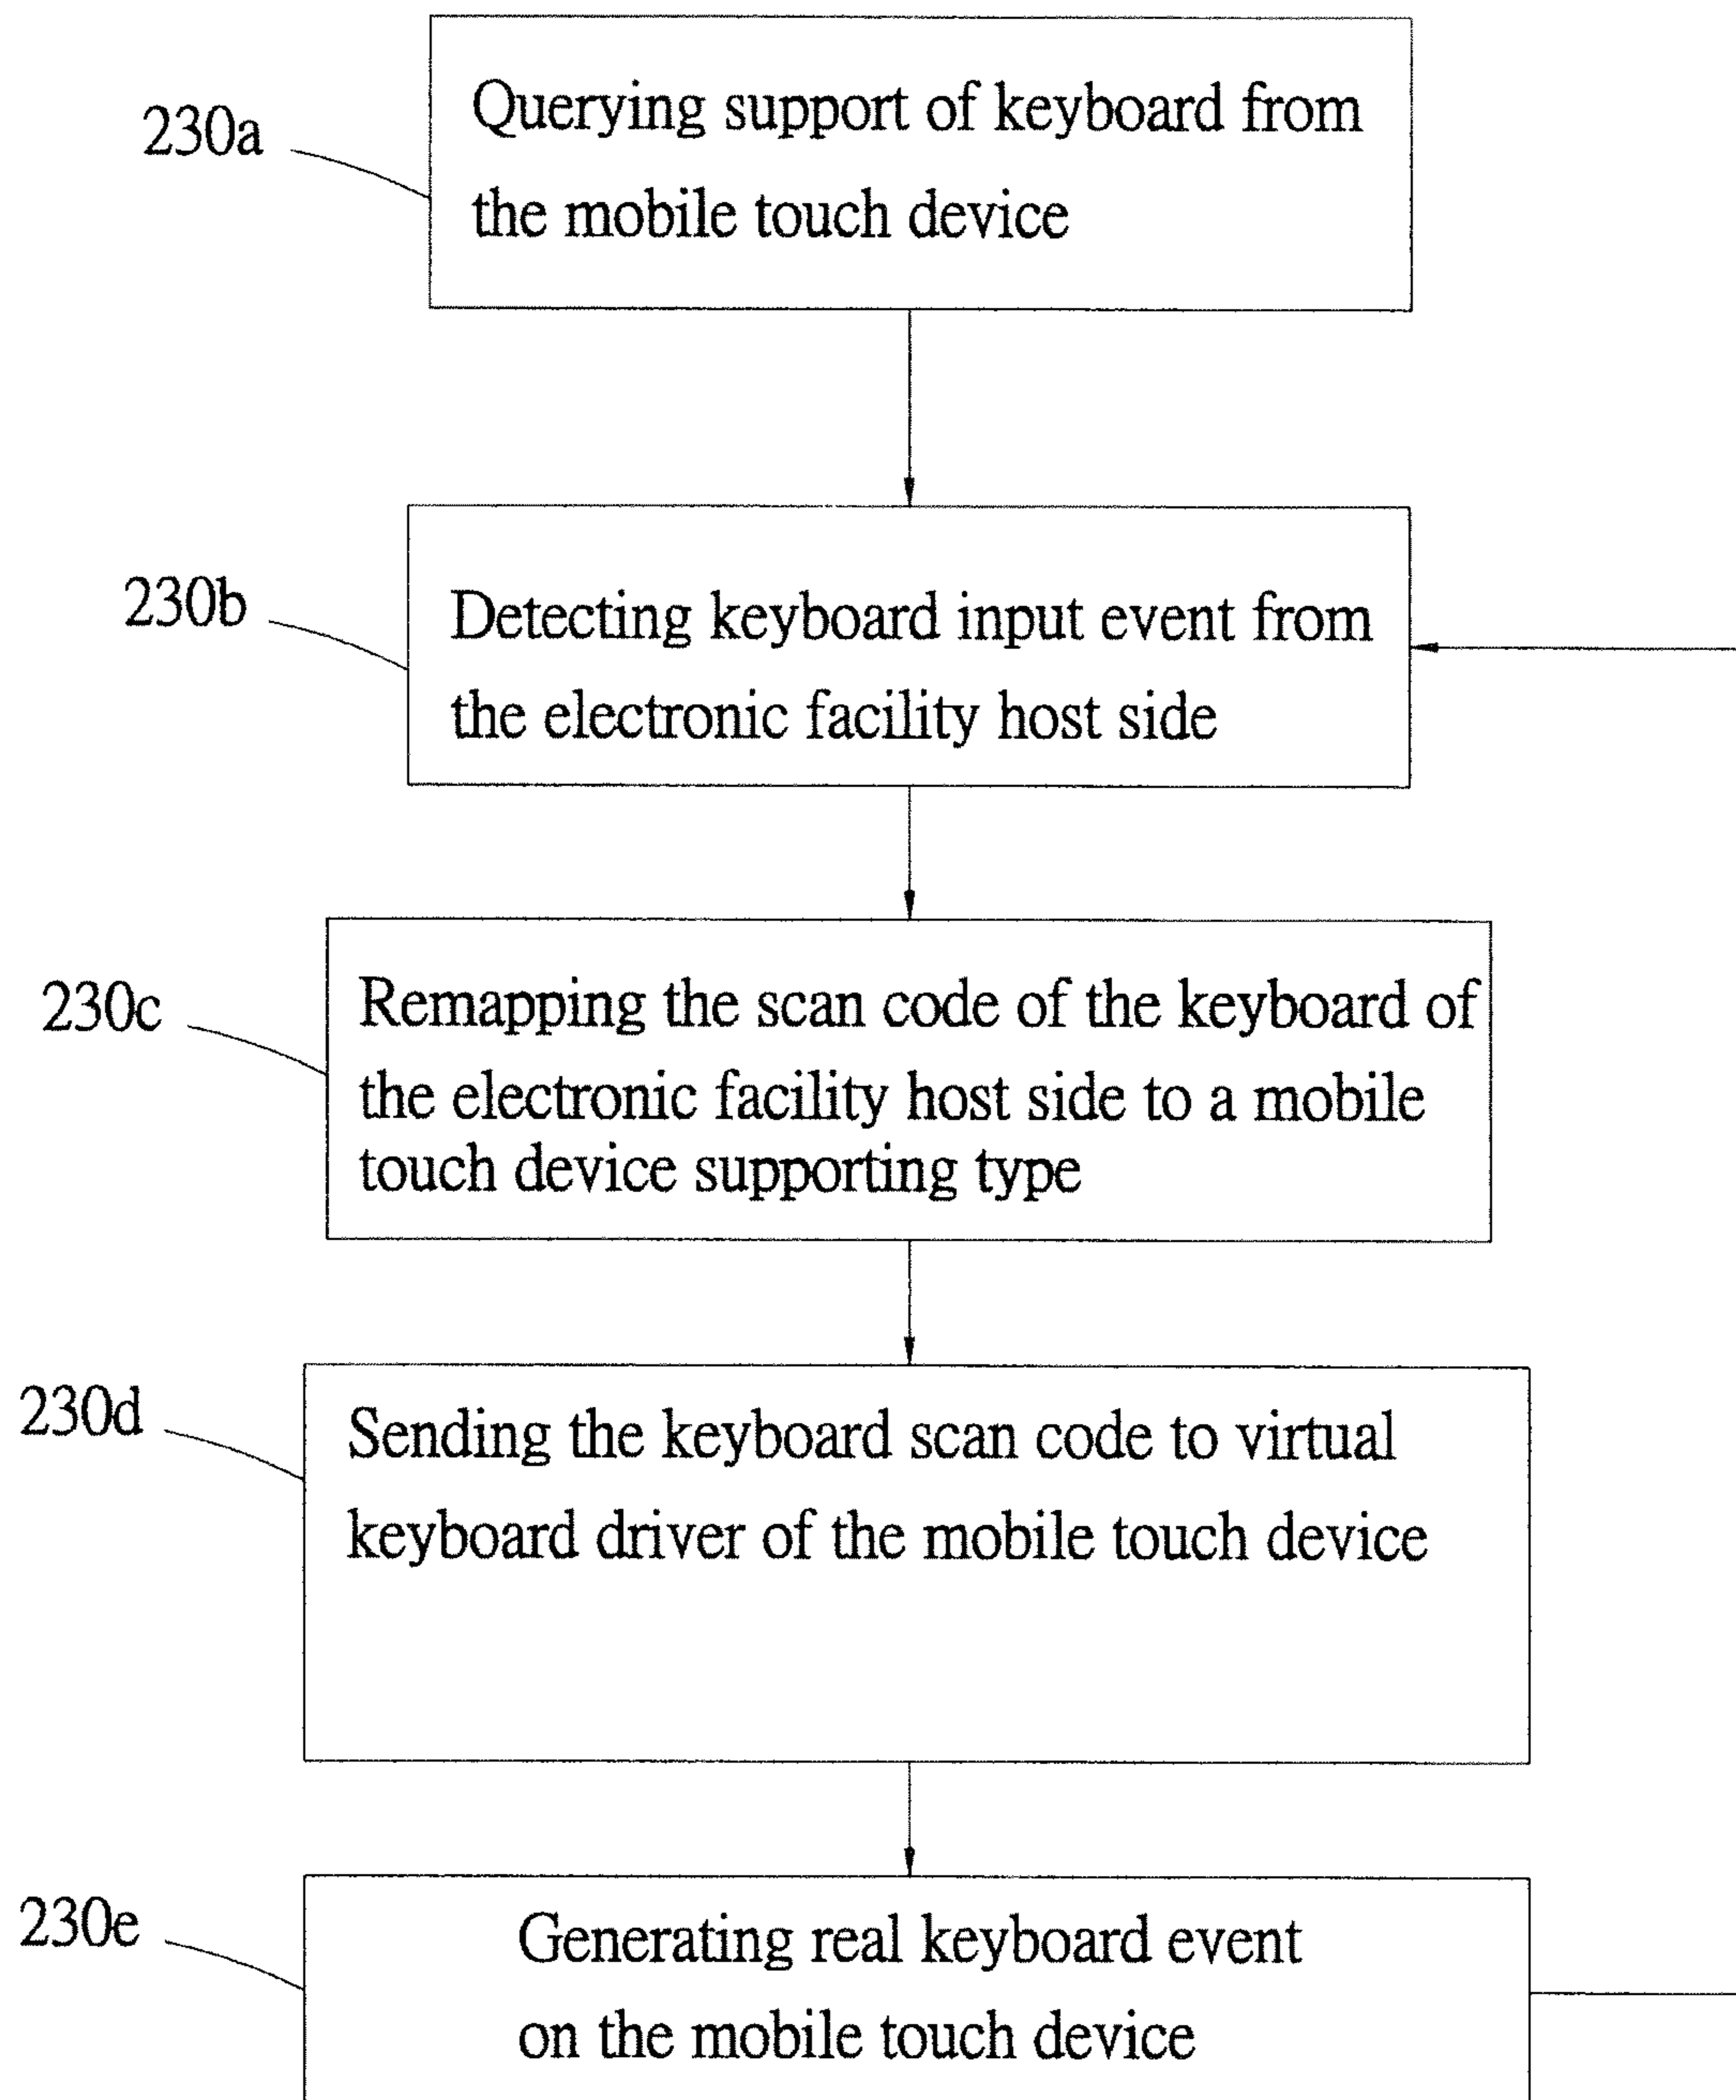 230a
Querying support of keyboard from
the mobile touch device
230b
Detecting keyboard input event from
the electronic facility host side
230c
Remapping the scan code of the keyboard of
the electronic facility host side to a mobile
touch device supporting type
230d
Sending the keyboard scan code to virtual
keyboard driver of the mobile touch device
230e
Generating real keyboard event
on the mobile touch device